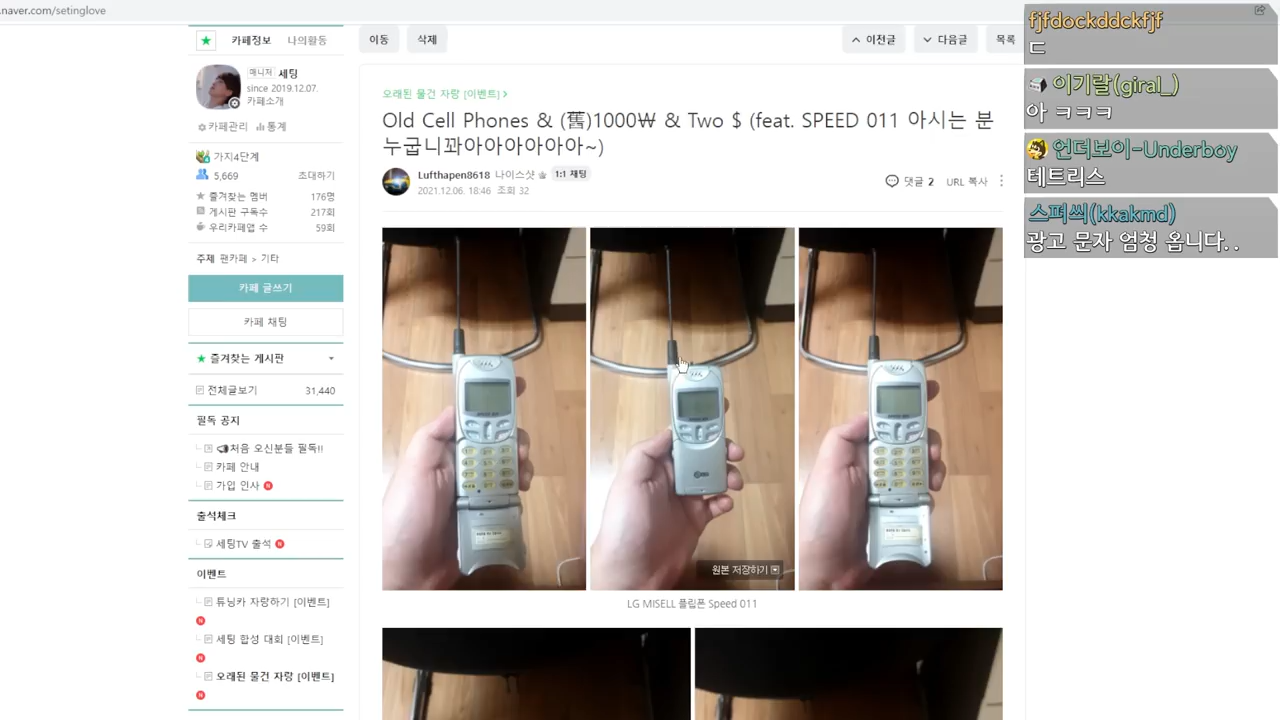 .naver.com/setinglove
카페정보 나의활동
매니저 세팅
since 2019.12.07.
카페소개
카페관리 통계
가지4단계
5,669 초대하기
즐겨찾는 멤버 176명
게시판 구독수 217회
우리카페앱 수 59회
주제 팬카페 > 기타
카페 글쓰기
카페 채팅
즐겨찾는 게시판
전체글보기 31,440
필독 공지
처음 오신분들 필독!!
카페 안내
가입 인사 N
출석체크
세팅TV 출석 N
이벤트
튜닝카 자랑하기 [이벤트]
N
세팅 합성 대회 [이벤트]
N
오래된 물건 자랑 [이벤트]
N
이동 삭제 이전글 다음글 목록
오래된 물건 자랑 [이벤트] >
Old Cell Phones & (舊)1000₩ & Two $ (feat. SPEED 011 아시는 분
누굽니꽈아아아아아아아~)
Lufthapen8618 나이스샷 1:1 채팅
2021.12.06. 18:46 조회 32
댓글 2 URL 복사
원본 저장하기
LG MISELL 플립폰 Speed 011
fjfdockddckfjf
ㄷ
이기랄(giral_)
아 ㅋㅋㅋ
언더보이-Underboy
테트리스
스펴씩(kkakmd)
광고 문자 엄청 옵니다..